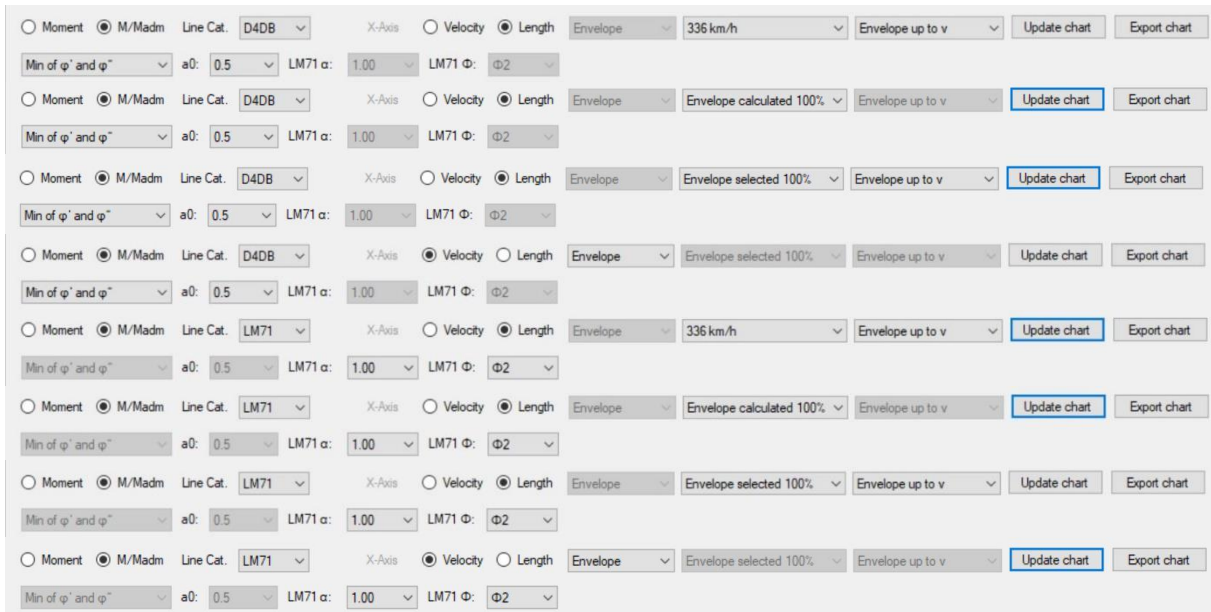 Moment M/Madm Line Cat. D4DB X-Axis Velocity Length Envelope 336 km/h Envelope up to v Update chart Export chart
Min of φ' and φ'' a0: 0.5 LM71 α: 1.00 LM71 Φ: Φ2
Moment M/Madm Line Cat. D4DB X-Axis Velocity Length Envelope Envelope calculated 100% Envelope up to v Update chart Export chart
Min of φ' and φ'' a0: 0.5 LM71 α: 1.00 LM71 Φ: Φ2
Moment M/Madm Line Cat. D4DB X-Axis Velocity Length Envelope Envelope selected 100% Envelope up to v Update chart Export chart
Min of φ' and φ'' a0: 0.5 LM71 α: 1.00 LM71 Φ: Φ2
Moment M/Madm Line Cat. D4DB X-Axis Velocity Length Envelope Envelope selected 100% Envelope up to v Update chart Export chart
Min of φ' and φ'' a0: 0.5 LM71 α: 1.00 LM71 Φ: Φ2
Moment M/Madm Line Cat. LM71 X-Axis Velocity Length Envelope 336 km/h Envelope up to v Update chart Export chart
Min of φ' and φ'' a0: 0.5 LM71 α: 1.00 LM71 Φ: Φ2
Moment M/Madm Line Cat. LM71 X-Axis Velocity Length Envelope Envelope calculated 100% Envelope up to v Update chart Export chart
Min of φ' and φ'' a0: 0.5 LM71 α: 1.00 LM71 Φ: Φ2
Moment M/Madm Line Cat. LM71 X-Axis Velocity Length Envelope Envelope selected 100% Envelope up to v Update chart Export chart
Min of φ' and φ'' a0: 0.5 LM71 α: 1.00 LM71 Φ: Φ2
Moment M/Madm Line Cat. LM71 X-Axis Velocity Length Envelope Envelope selected 100% Envelope up to v Update chart Export chart
Min of φ' and φ'' a0: 0.5 LM71 α: 1.00 LM71 Φ: Φ2